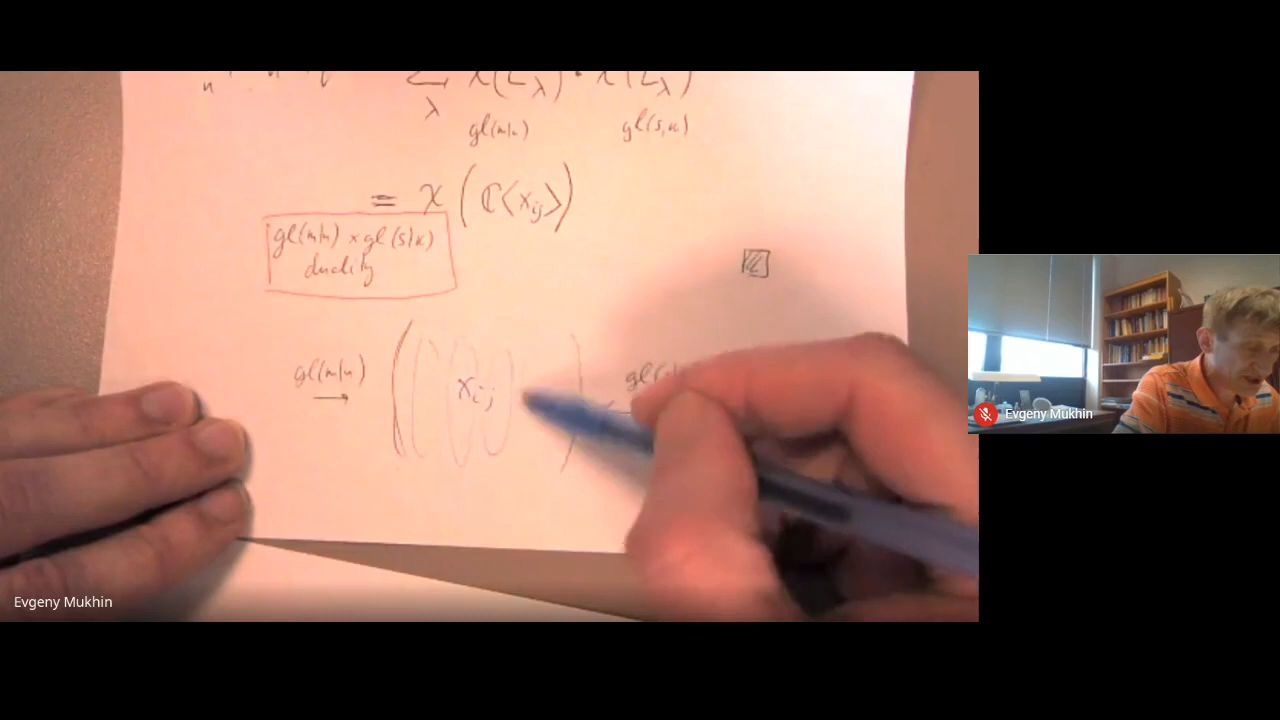 Σ χ(L_λ) · χ(L_λ)
λ
gl(m|n) gl(s|k)
= χ (ℂ⟨x_ij⟩)
gl(m|n) × gl(s|k)
duality
gl(m|n) → ( x_ij )
Evgeny Mukhin
Evgeny Mukhin